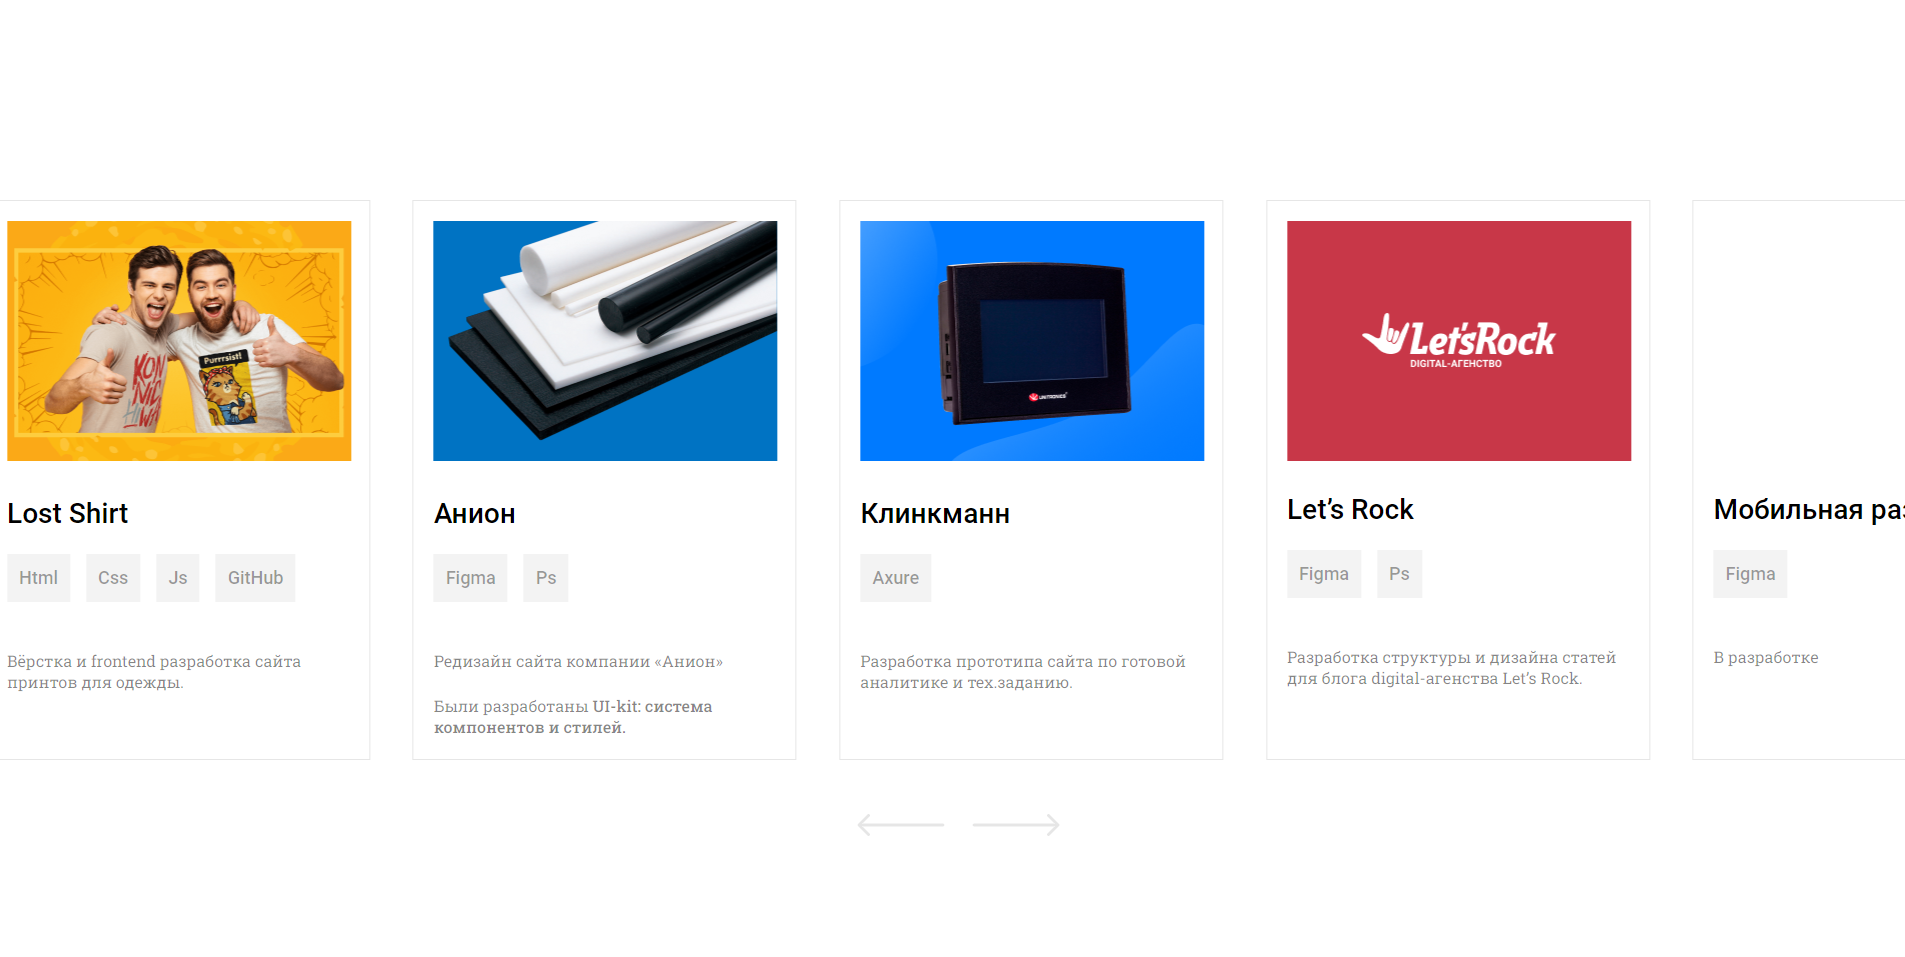 KON
NIC
HI
WA
Purrrsist!
UNITRONICS
Let'sRock
DIGITAL-АГЕНСТВО
Lost Shirt
Html Css Js GitHub
Вёрстка и frontend разработка сайта
принтов для одежды.
Анион
Figma Ps
Редизайн сайта компании «Анион»
Были разработаны UI-kit: система
компонентов и стилей.
Клинкманн
Axure
Разработка прототипа сайта по готовой
аналитике и тех.заданию.
Let’s Rock
Figma Ps
Разработка структуры и дизайна статей
для блога digital-агенства Let’s Rock.
Мобильная
Figma
В разработке